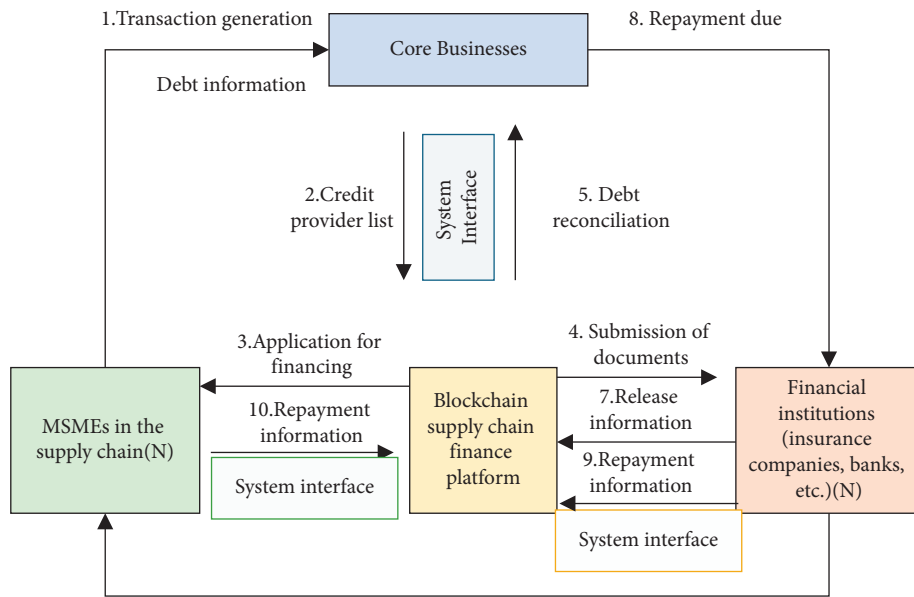 1.Transaction generation
8. Repayment due
Core Businesses
Debt information
2.Credit
provider list
System
Interface
5. Debt
reconciliation
3.Application for
financing
4. Submission of
documents
MSMEs in the
supply chain(N)
10.Repayment
information
System interface
Blockchain
supply chain
finance
platform
7.Release
information
9.Repayment
information
System interface
Financial
institutions
(insurance
companies, banks,
etc.)(N)